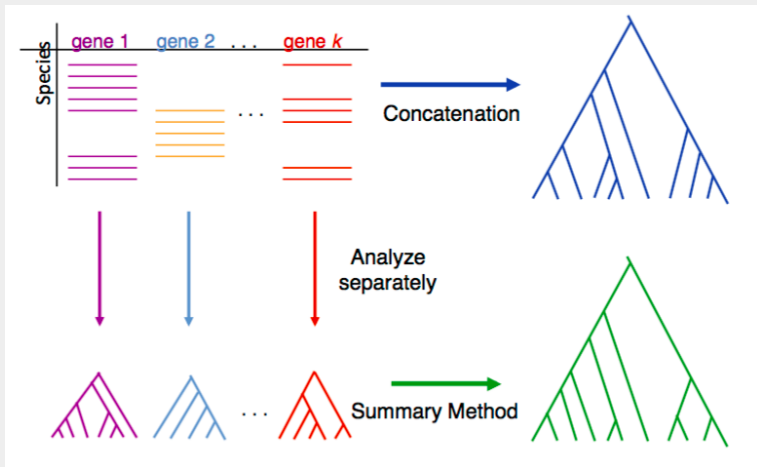 gene 1 gene 2 . . . gene k
Species
. . .
Concatenation
Analyze
separately
. . .
Summary Method